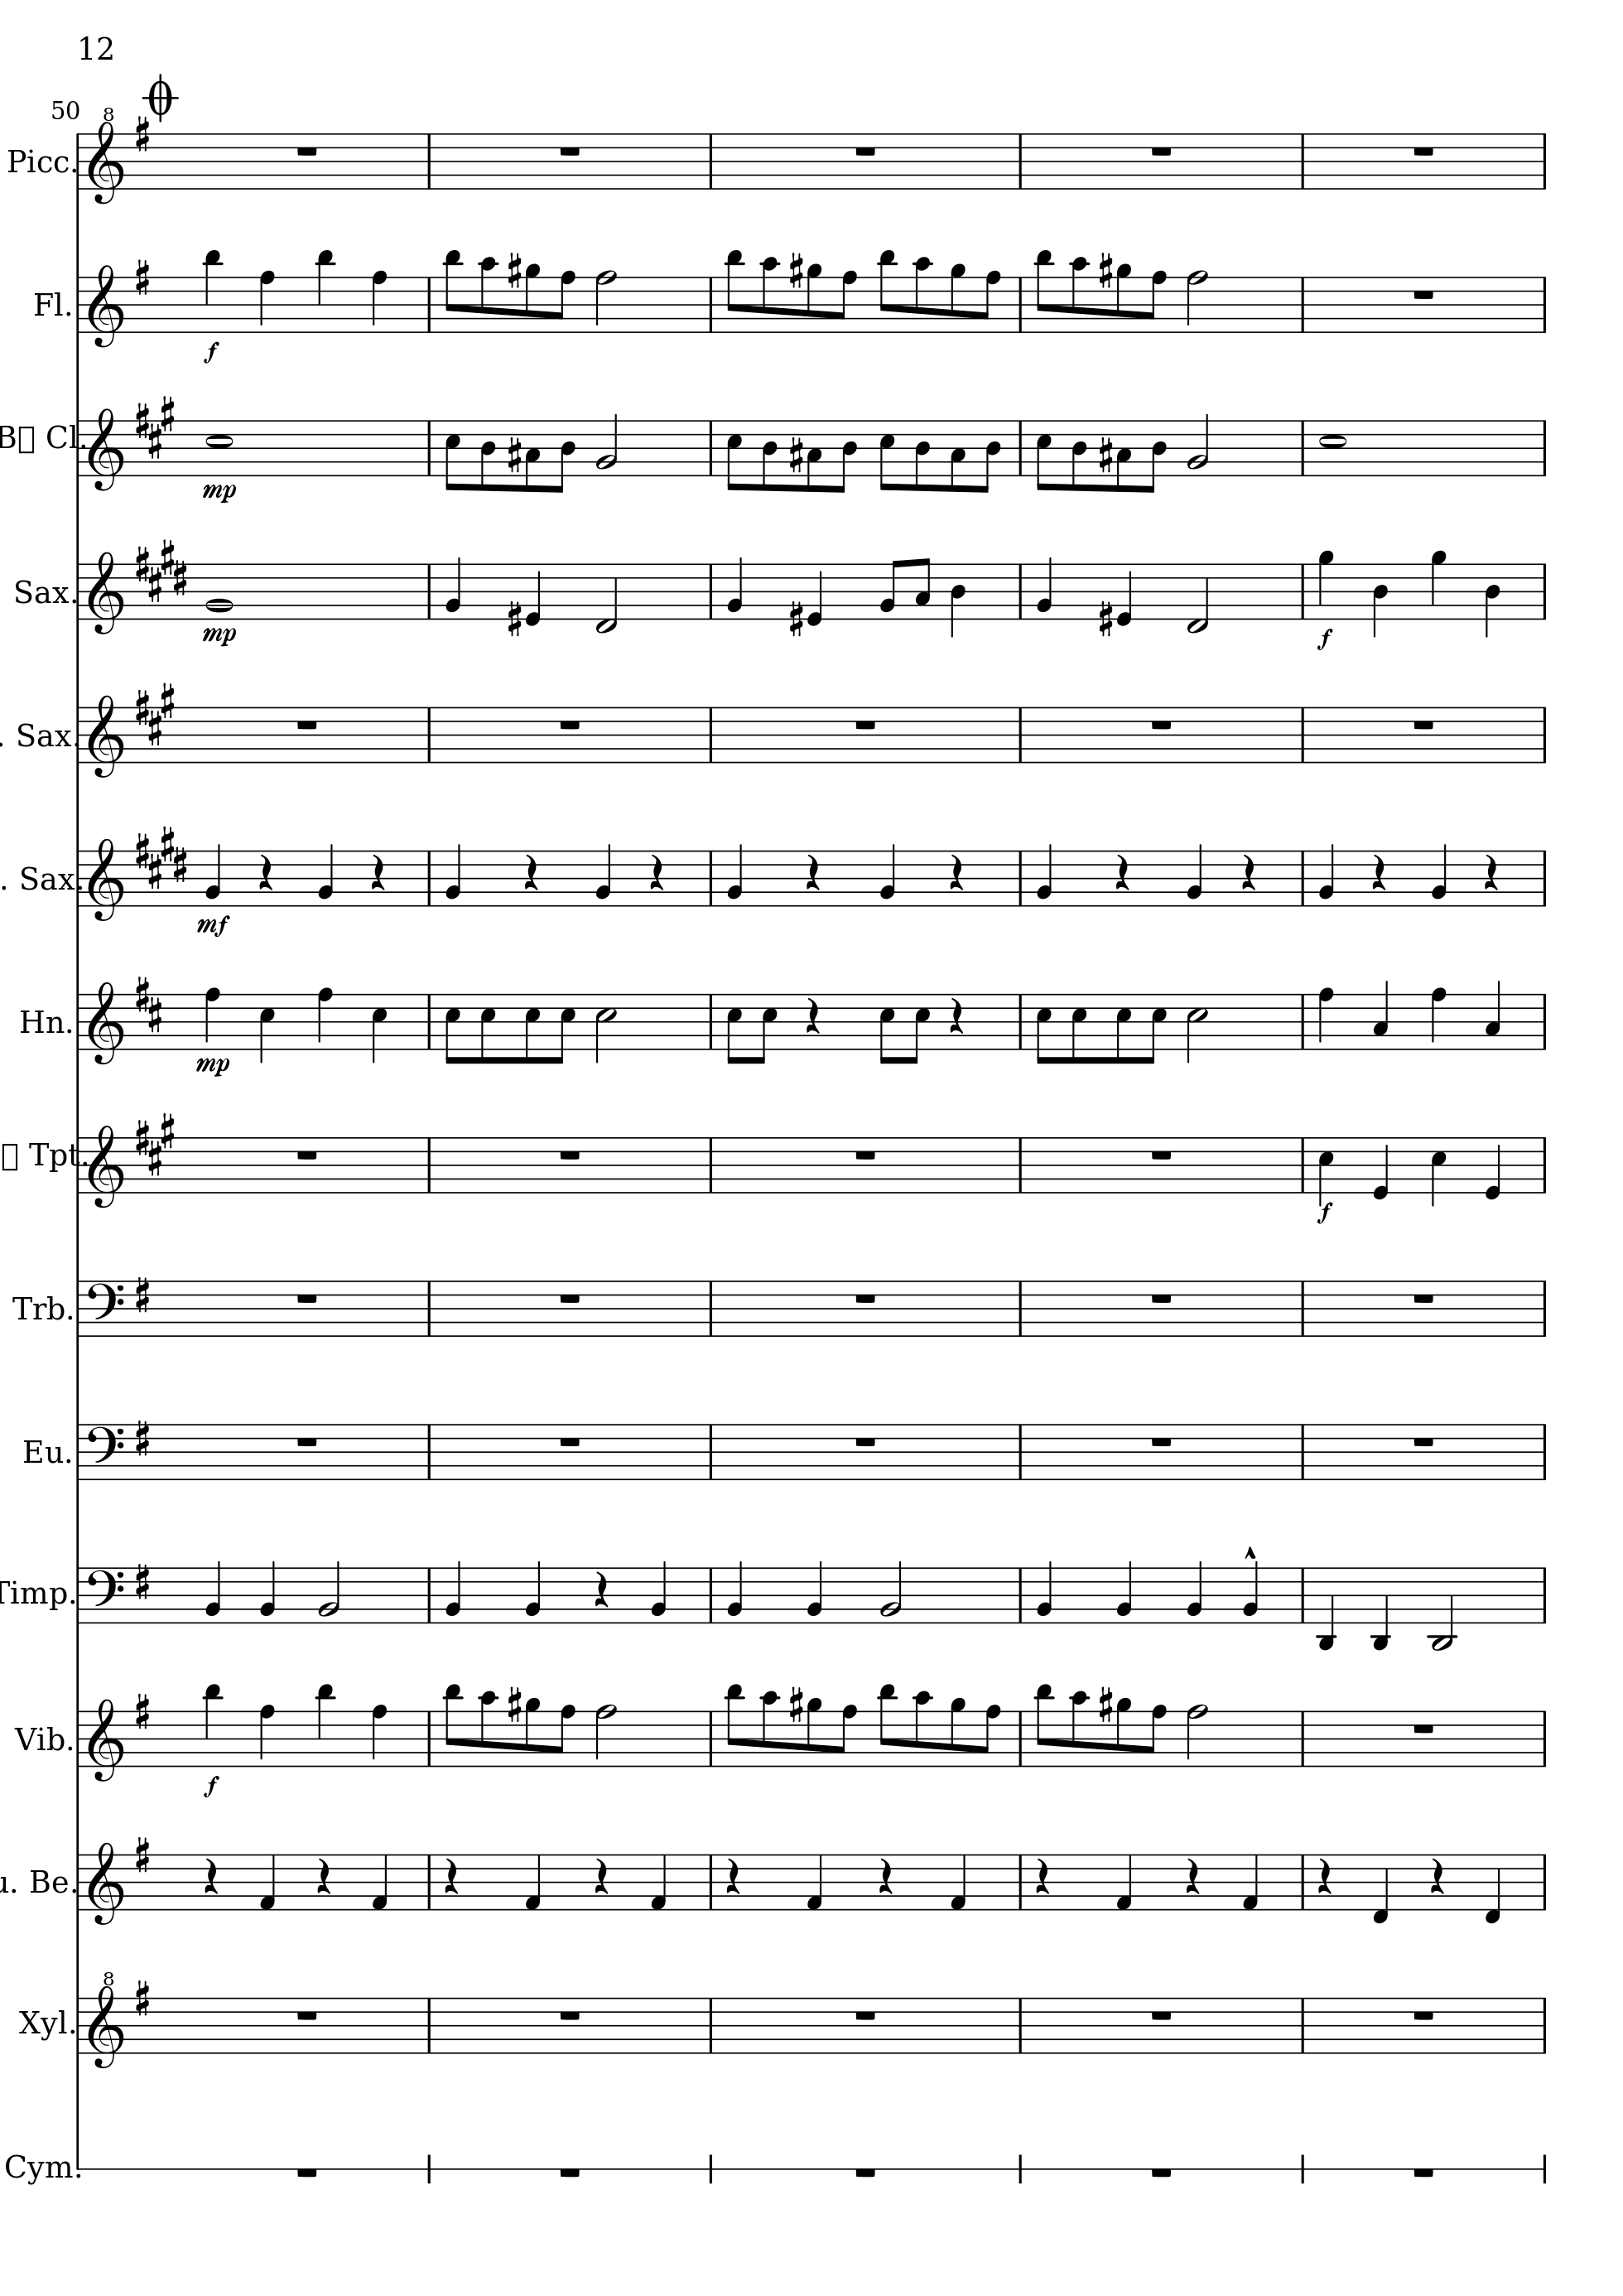 12
50
8
Picc.
Fl.
f
B Cl.
mp
Sax.
mp
f
. Sax.
. Sax.
mf
Hn.
mp
Tpt.
f
Trb.
Eu.
Timp.
Vib.
f
u. Be.
8
Xyl.
Cym.